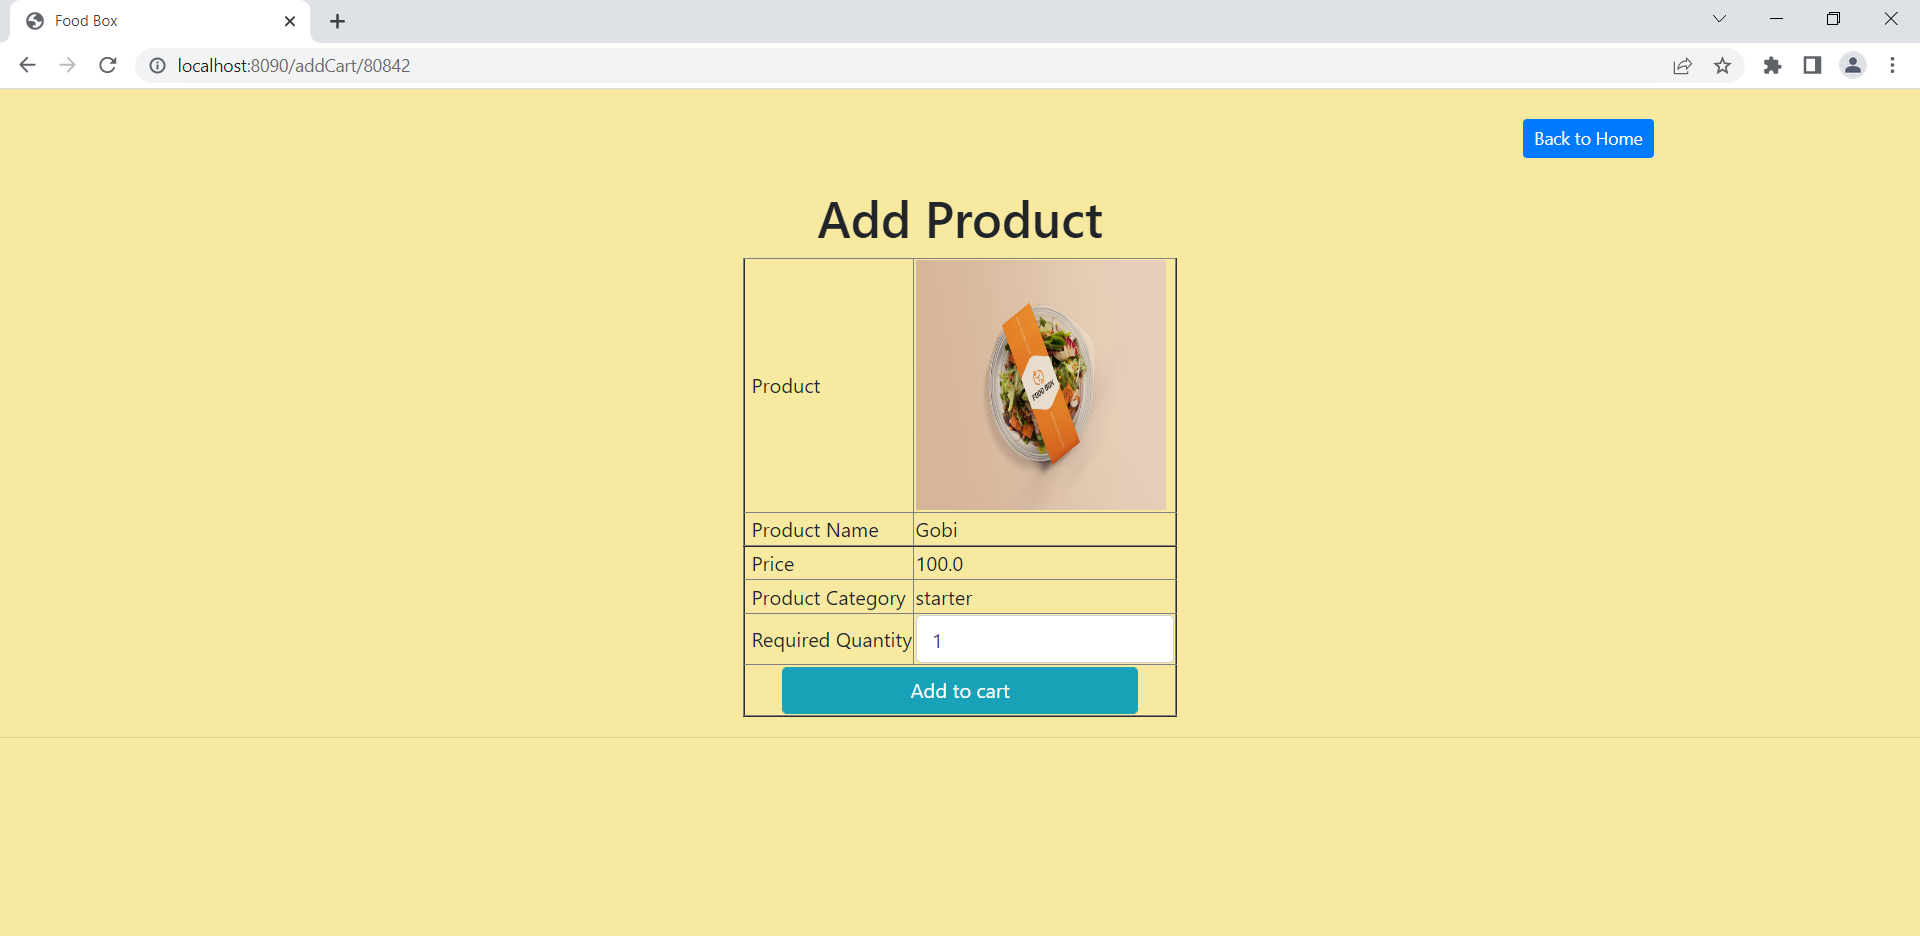 Food Box
localhost:8090/addCart/80842
Back to Home
Add Product
Product
FOOD BOX
Product Name Gobi
Price 100.0
Product Category starter
Required Quantity 1
Add to cart